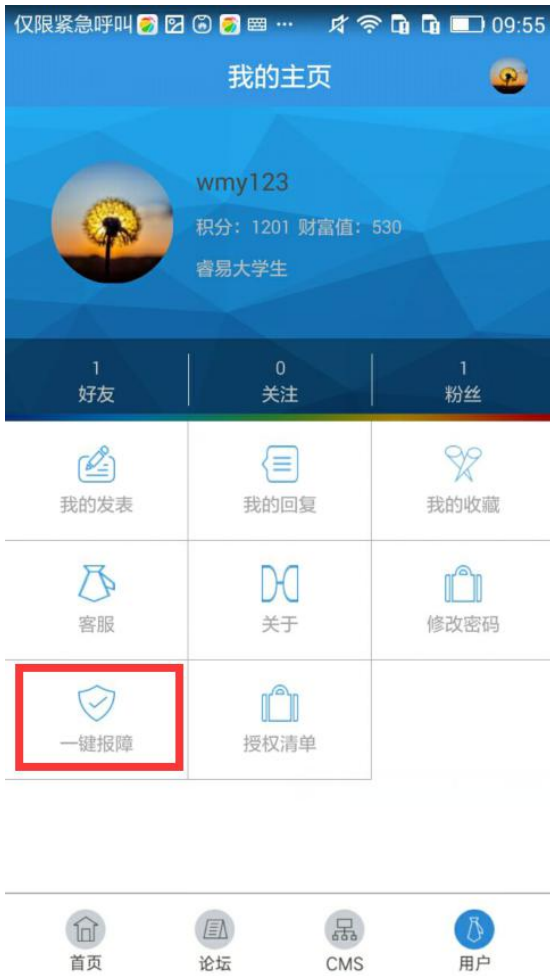 仅限紧急呼叫 ··· 09:55
我的主页
wmy123
积分：1201 财富值：530
睿易大学生
1 0 1
好友 关注 粉丝
我的发表 我的回复 我的收藏
客服 关于 修改密码
一键报障 授权清单
首页 论坛 CMS 用户